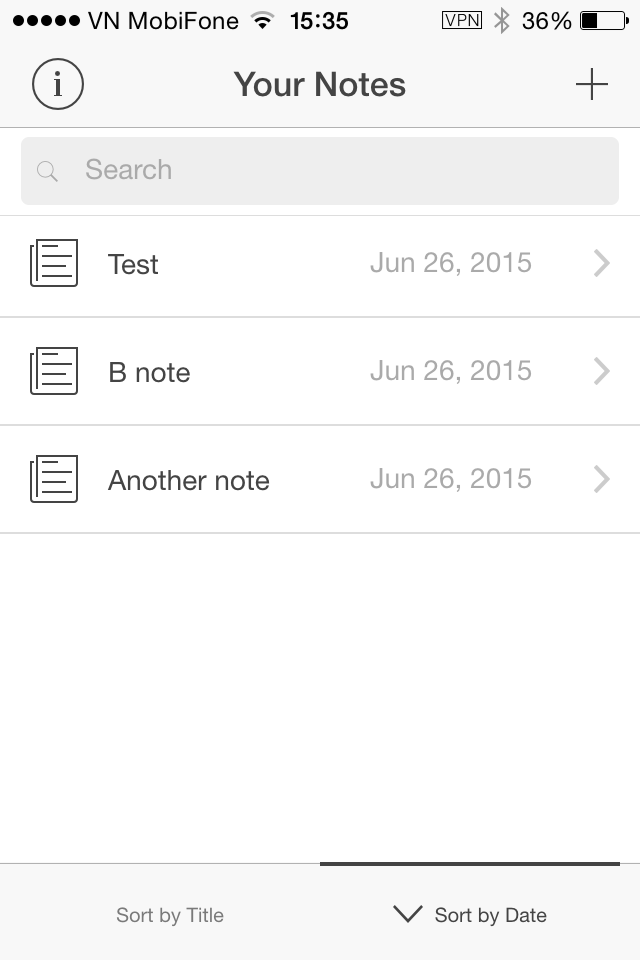 VN MobiFone 15:35 VPN 36%
i Your Notes +
Search
Test Jun 26, 2015
B note Jun 26, 2015
Another note Jun 26, 2015
Sort by Title Sort by Date